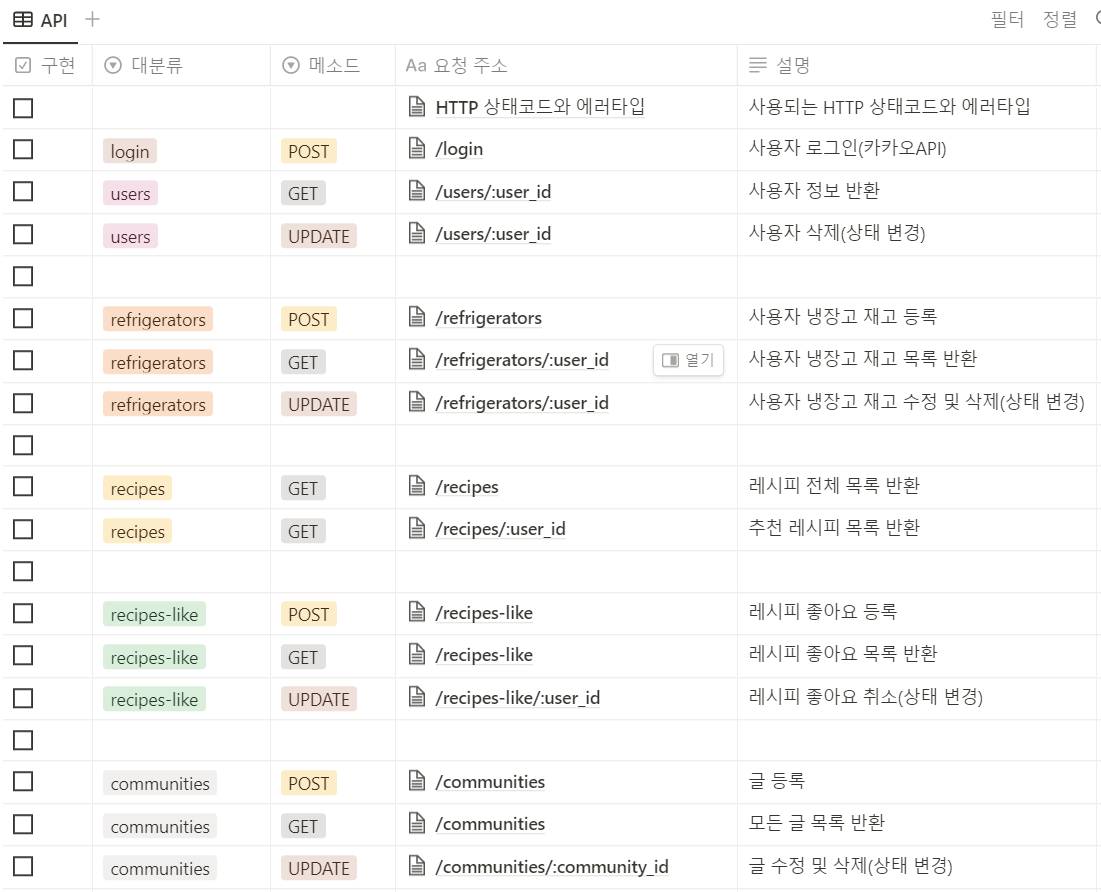 API +
필터 정렬
구현 대분류 메소드 Aa 요청 주소 설명
HTTP 상태코드와 에러타입 사용되는 HTTP 상태코드와 에러타입
login POST /login 사용자 로그인(카카오API)
users GET /users/:user_id 사용자 정보 반환
users UPDATE /users/:user_id 사용자 삭제(상태 변경)
refrigerators POST /refrigerators 사용자 냉장고 재고 등록
refrigerators GET /refrigerators/:user_id 열기 사용자 냉장고 재고 목록 반환
refrigerators UPDATE /refrigerators/:user_id 사용자 냉장고 재고 수정 및 삭제(상태 변경)
recipes GET /recipes 레시피 전체 목록 반환
recipes GET /recipes/:user_id 추천 레시피 목록 반환
recipes-like POST /recipes-like 레시피 좋아요 등록
recipes-like GET /recipes-like 레시피 좋아요 목록 반환
recipes-like UPDATE /recipes-like/:user_id 레시피 좋아요 취소(상태 변경)
communities POST /communities 글 등록
communities GET /communities 모든 글 목록 반환
communities UPDATE /communities/:community_id 글 수정 및 삭제(상태 변경)